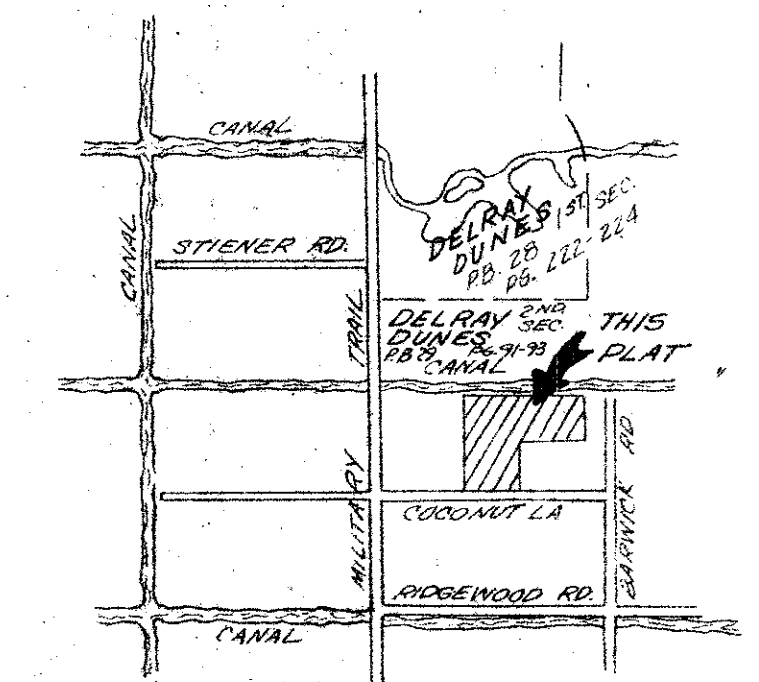 CANAL
CANAL
STIENER RD.
DELRAY
DUNES 1ST. SEC.
P.B. 28
PG. 222-224
TRAIL
DELRAY 2ND
DUNES SEC.
P.B 29 PG. 91-93
THIS
PLAT
CANAL
MILITARY
COCONUT LA
BARWICK RD.
RIDGEWOOD RD.
CANAL